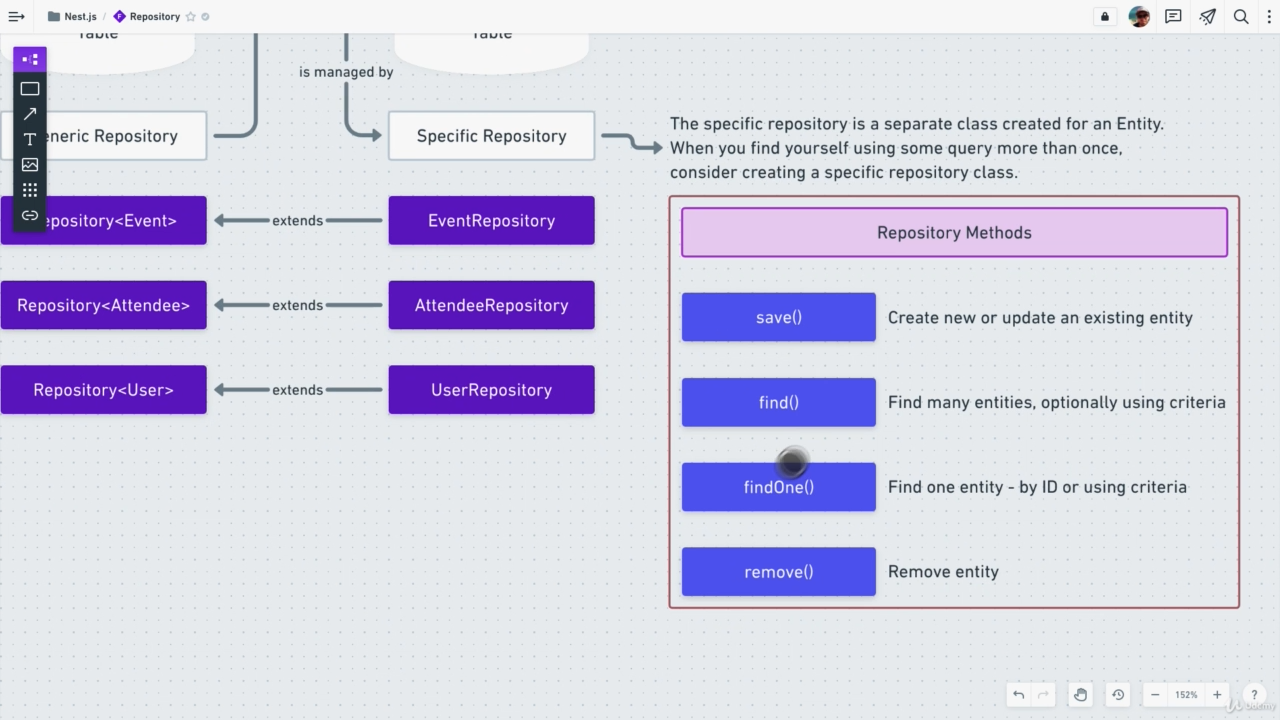 Nest.js / Repository
Table
Table
is managed by
eneric Repository
Specific Repository
The specific repository is a separate class created for an Entity.
When you find yourself using some query more than once,
consider creating a specific repository class.
epository<Event>
extends
EventRepository
Repository Methods
Repository<Attendee>
extends
AttendeeRepository
save()
Create new or update an existing entity
Repository<User>
extends
UserRepository
find()
Find many entities, optionally using criteria
findOne()
Find one entity - by ID or using criteria
remove()
Remove entity
152%
?
udemy